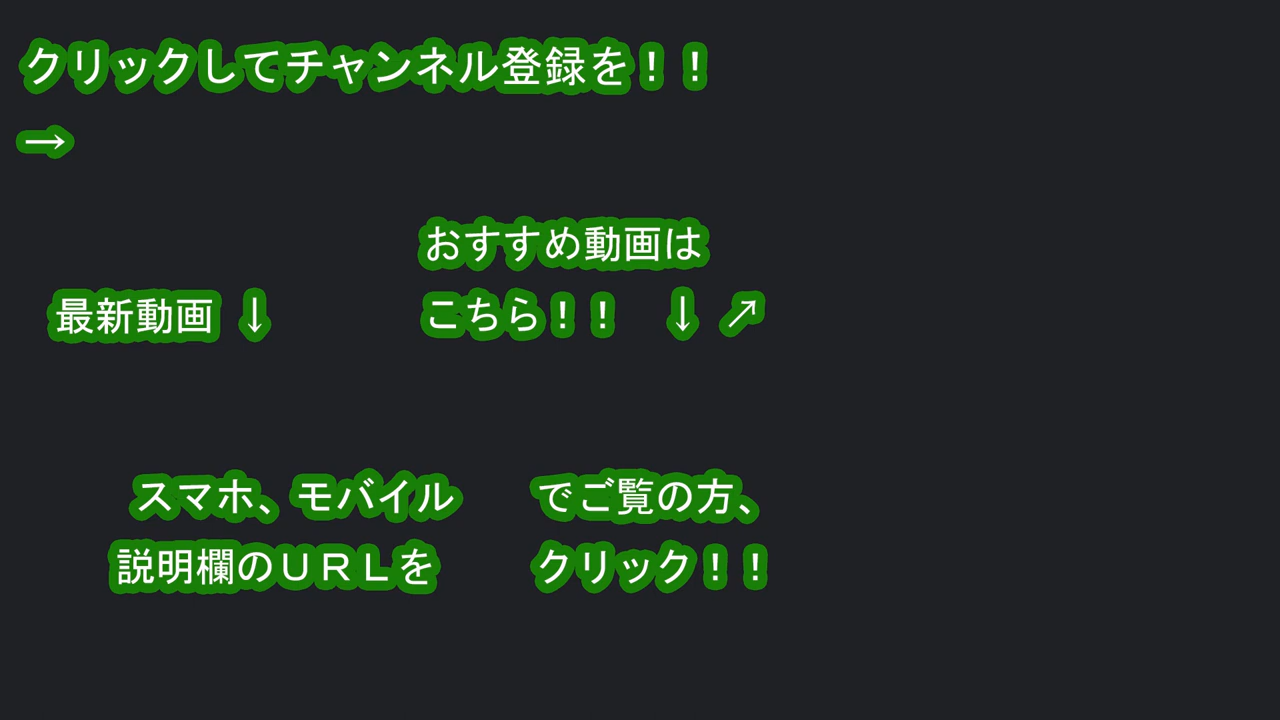 クリックしてチャンネル登録を！！
→
おすすめ動画は
最新動画 ↓ こちら！！ ↓ ↗
スマホ、モバイル でご覧の方、
説明欄のＵＲＬを クリック！！